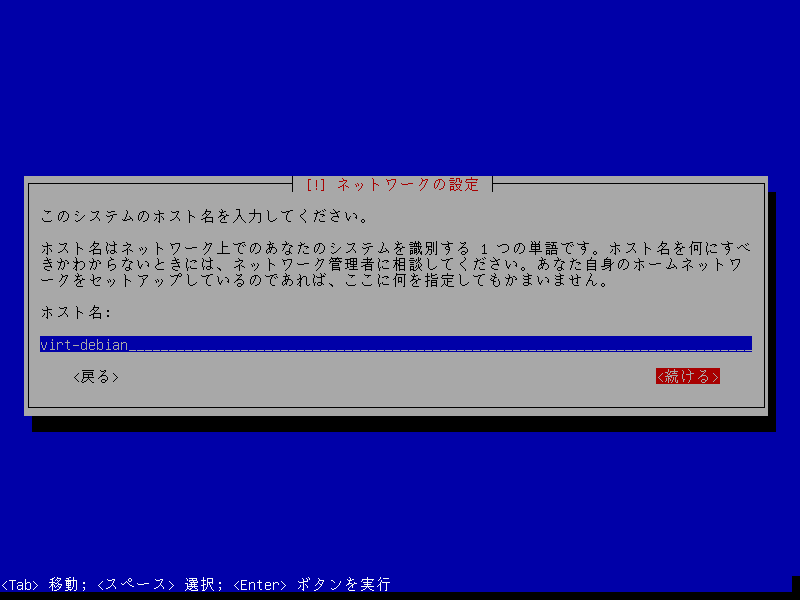 [!] ネットワークの設定
このシステムのホスト名を入力してください。
ホスト名はネットワーク上でのあなたのシステムを識別する 1 つの単語です。ホスト名を何にすべ
きかわからないときには、ネットワーク管理者に相談してください。あなた自身のホームネットワ
ークをセットアップしているのであれば、ここに何を指定してもかまいません。
ホスト名:
virt-debian
<戻る> <続ける>
<Tab> 移動; <スペース> 選択; <Enter> ボタンを実行